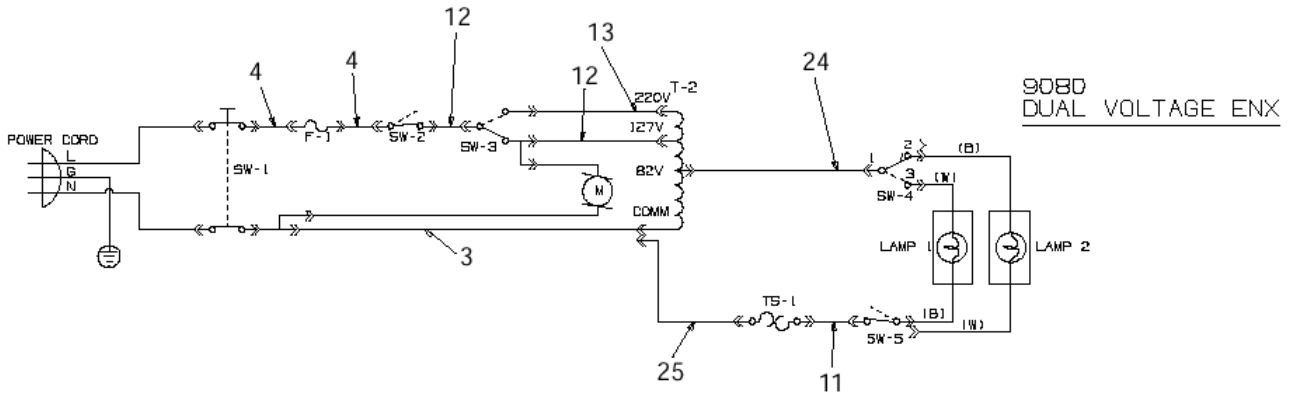 12
13
4
4
12
24
T-2
220V
127V
82V
COMM
9080
DUAL VOLTAGE ENX
POWER CORD
L
G
N
SW-1
F-1
SW-2
SW-3
M
3
1
2
3
(B)
(W)
SW-4
LAMP 1
LAMP 2
TS-1
(B)
(W)
SW-5
25
11